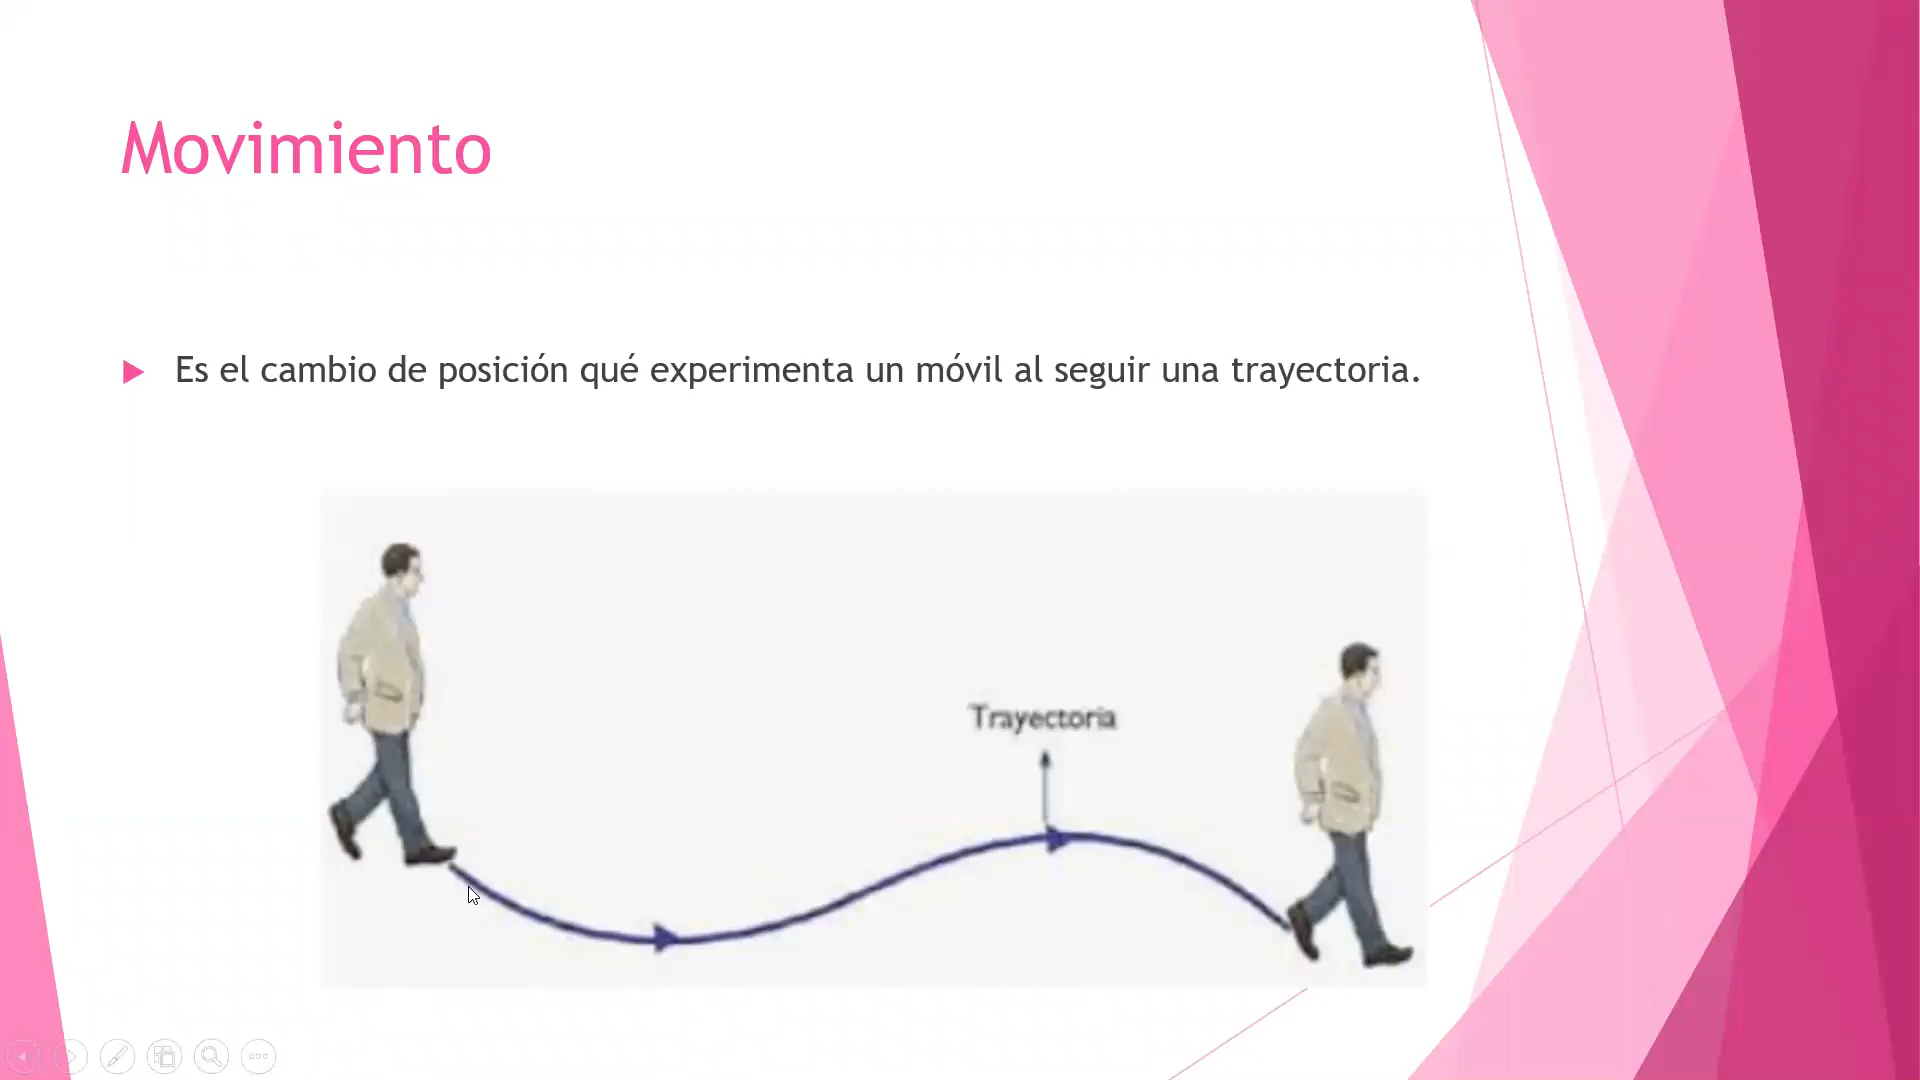 Movimiento
Es el cambio de posición qué experimenta un móvil al seguir una trayectoria.
Trayectoria